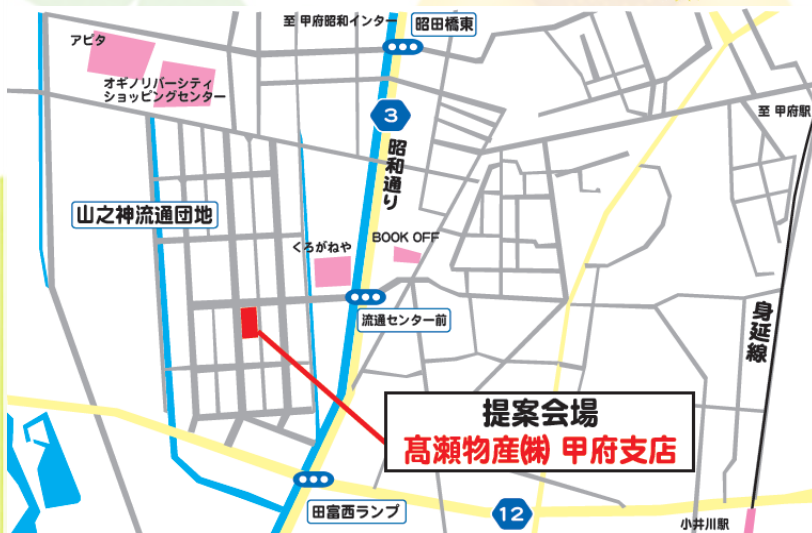 至 甲府昭和インター
昭田橋東
アピタ
オギノリバーシティ
ショッピングセンター
3
昭和通り
至 甲府駅
山之神流通団地
くろがねや
BOOK OFF
流通センター前
身延線
提案会場
髙瀬物産㈱ 甲府支店
田富西ランプ
12
小井川駅